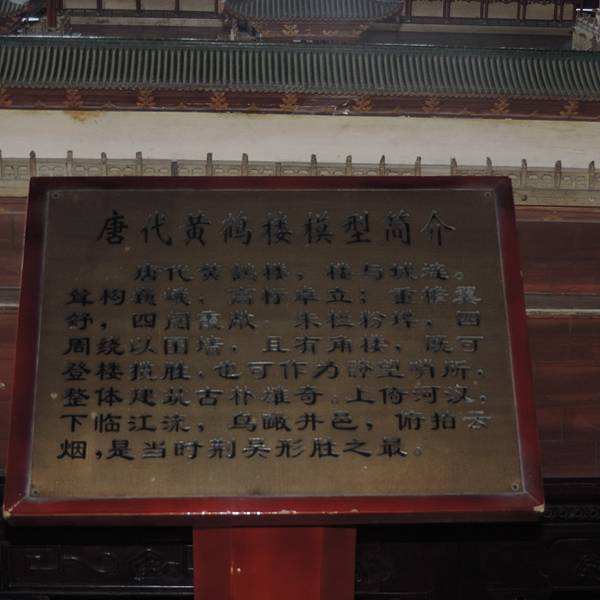 唐代黄鹤楼模型简介
唐代黄鹤楼，楼与城连。
耸构巍峨，高标卓立；重檐翼
舒，四闼霞敞。朱栏粉堞，四
周绕以围墙，且有角楼，既可
登楼揽胜，也可作为瞭望哨所，
整体建筑古朴雄奇。上倚河汉，
下临江流，鸟瞰井邑，俯拍云
烟，是当时荆吴形胜之最。